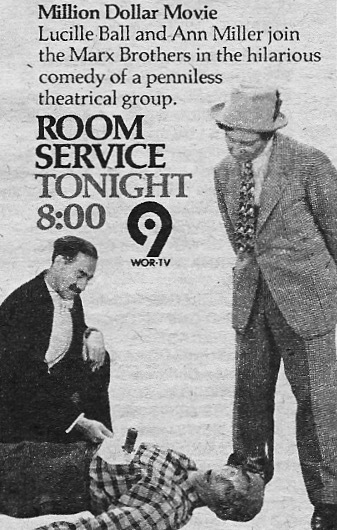 Million Dollar Movie
Lucille Ball and Ann Miller join
the Marx Brothers in the hilarious
comedy of a penniless
theatrical group.
ROOM
SERVICE
TONIGHT
8:00
9
WOR-TV